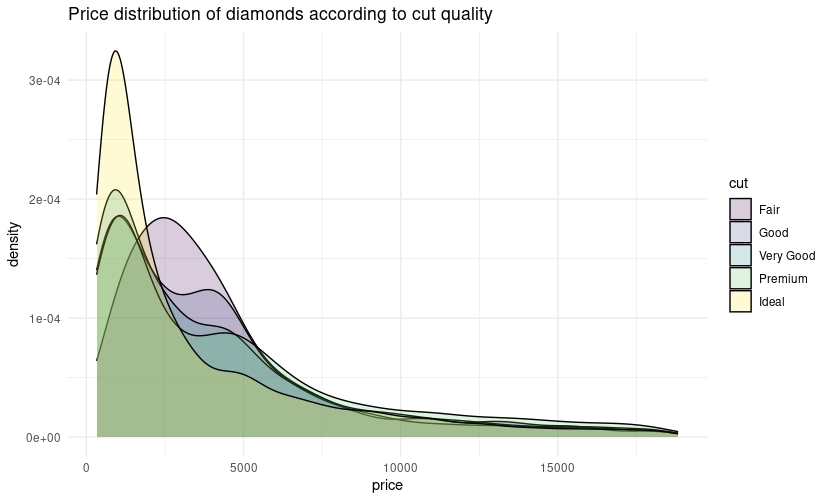 Price distribution of diamonds according to cut quality
3e-04
2e-04
1e-04
0e+00
density
0
5000
10000
15000
price
cut
Fair
Good
Very Good
Premium
Ideal